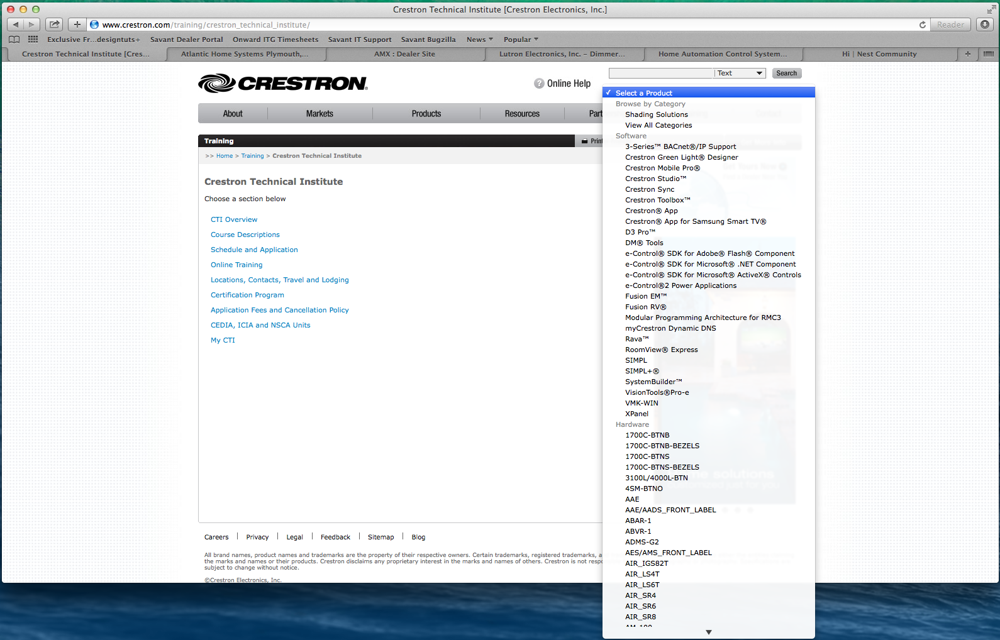 Crestron Technical Institute [Crestron Electronics, Inc.]
www.crestron.com/training/crestron_technical_institute/
Reader
Exclusive Fr...designtuts+ Savant Dealer Portal Onward ITG Timesheets Savant IT Support Savant Bugzilla News Popular
Crestron Technical Institute [Cres... Atlantic Home Systems Plymouth,... AMX : Dealer Site Lutron Electronics, Inc. – Dimmer... Home Automation Control System... Hi | Nest Community
CRESTRON®
? Online Help
Text
Search
About Markets Products Resources Part
Training
Print
>> Home > Training > Crestron Technical Institute
Crestron Technical Institute
Choose a section below
CTI Overview
Course Descriptions
Schedule and Application
Online Training
Locations, Contacts, Travel and Lodging
Certification Program
Application Fees and Cancellation Policy
CEDIA, ICIA and NSCA Units
My CTI
Careers | Privacy | Legal | Feedback | Sitemap | Blog
All brand names, product names and trademarks are the property of their respective owners. Certain trademarks, registered trademarks, a
the marks and names or their products. Crestron disclaims any proprietary interest in the marks and names of others. Crestron is not resp
subject to change without notice.
©Crestron Electronics, Inc.
✓ Select a Product
Browse by Category
Shading Solutions
View All Categories
Software
3-Series™ BACnet®/IP Support
Crestron Green Light® Designer
Crestron Mobile Pro®
Crestron Studio™
Crestron Sync
Crestron Toolbox™
Crestron® App
Crestron® App for Samsung Smart TV®
D3 Pro™
DM® Tools
e-Control® SDK for Adobe® Flash® Component
e-Control® SDK for Microsoft® .NET Component
e-Control® SDK for Microsoft® ActiveX® Controls
e-Control®2 Power Applications
Fusion EM™
Fusion RV®
Modular Programming Architecture for RMC3
myCrestron Dynamic DNS
Rava™
RoomView® Express
SIMPL
SIMPL+®
SystemBuilder™
VisionTools®Pro-e
VMK-WIN
XPanel
Hardware
1700C-BTNB
1700C-BTNB-BEZELS
1700C-BTNS
1700C-BTNS-BEZELS
3100L/4000L-BTN
4SM-BTNO
AAE
AAE/AADS_FRONT_LABEL
ABAR-1
ABVR-1
ADMS-G2
AES/AMS_FRONT_LABEL
AIR_IGS82T
AIR_LS4T
AIR_LS6T
AIR_SR4
AIR_SR6
AIR_SR8
AM-100